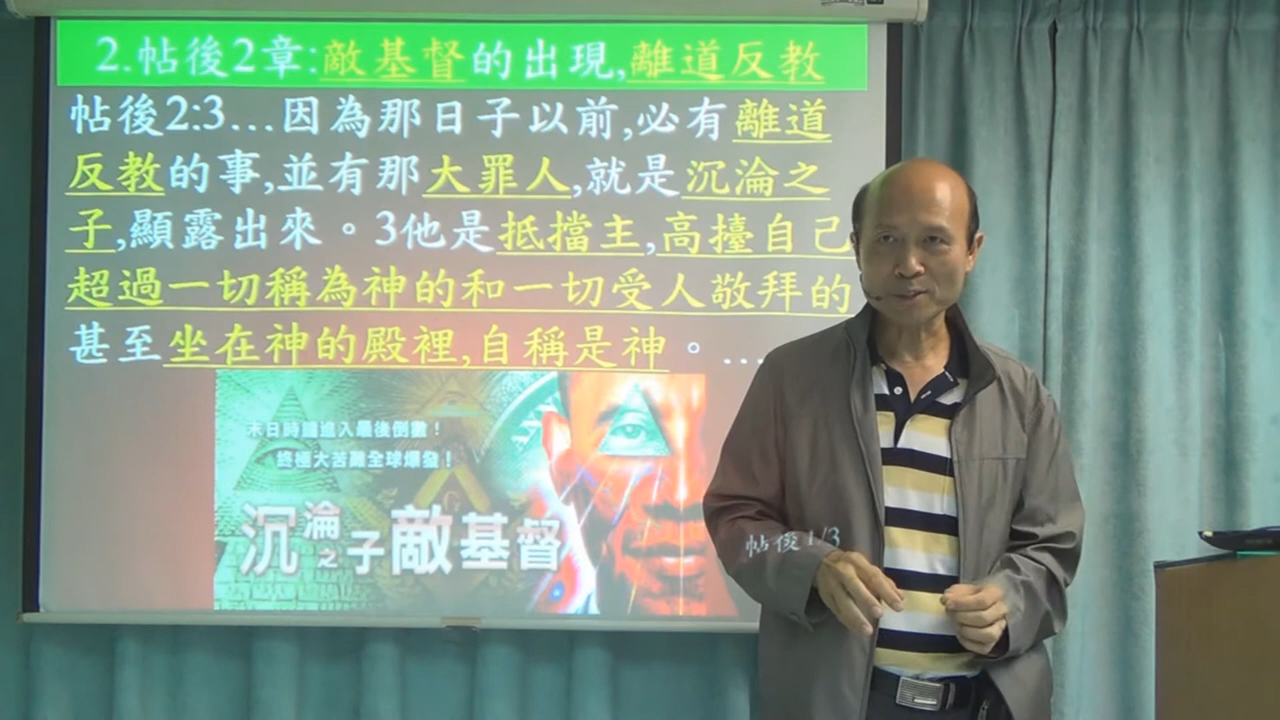 2.帖後2章:敵基督的出現,離道反教
帖後2:3…因為那日子以前,必有離道
反教的事,並有那大罪人,就是沉淪之
子,顯露出來。3他是抵擋主,高擡自己
超過一切稱為神的和一切受人敬拜的
甚至坐在神的殿裡,自稱是神。…
末日時鐘進入最後倒數!
終極大苦難全球爆發!
沉淪之子敵基督
帖後1/3